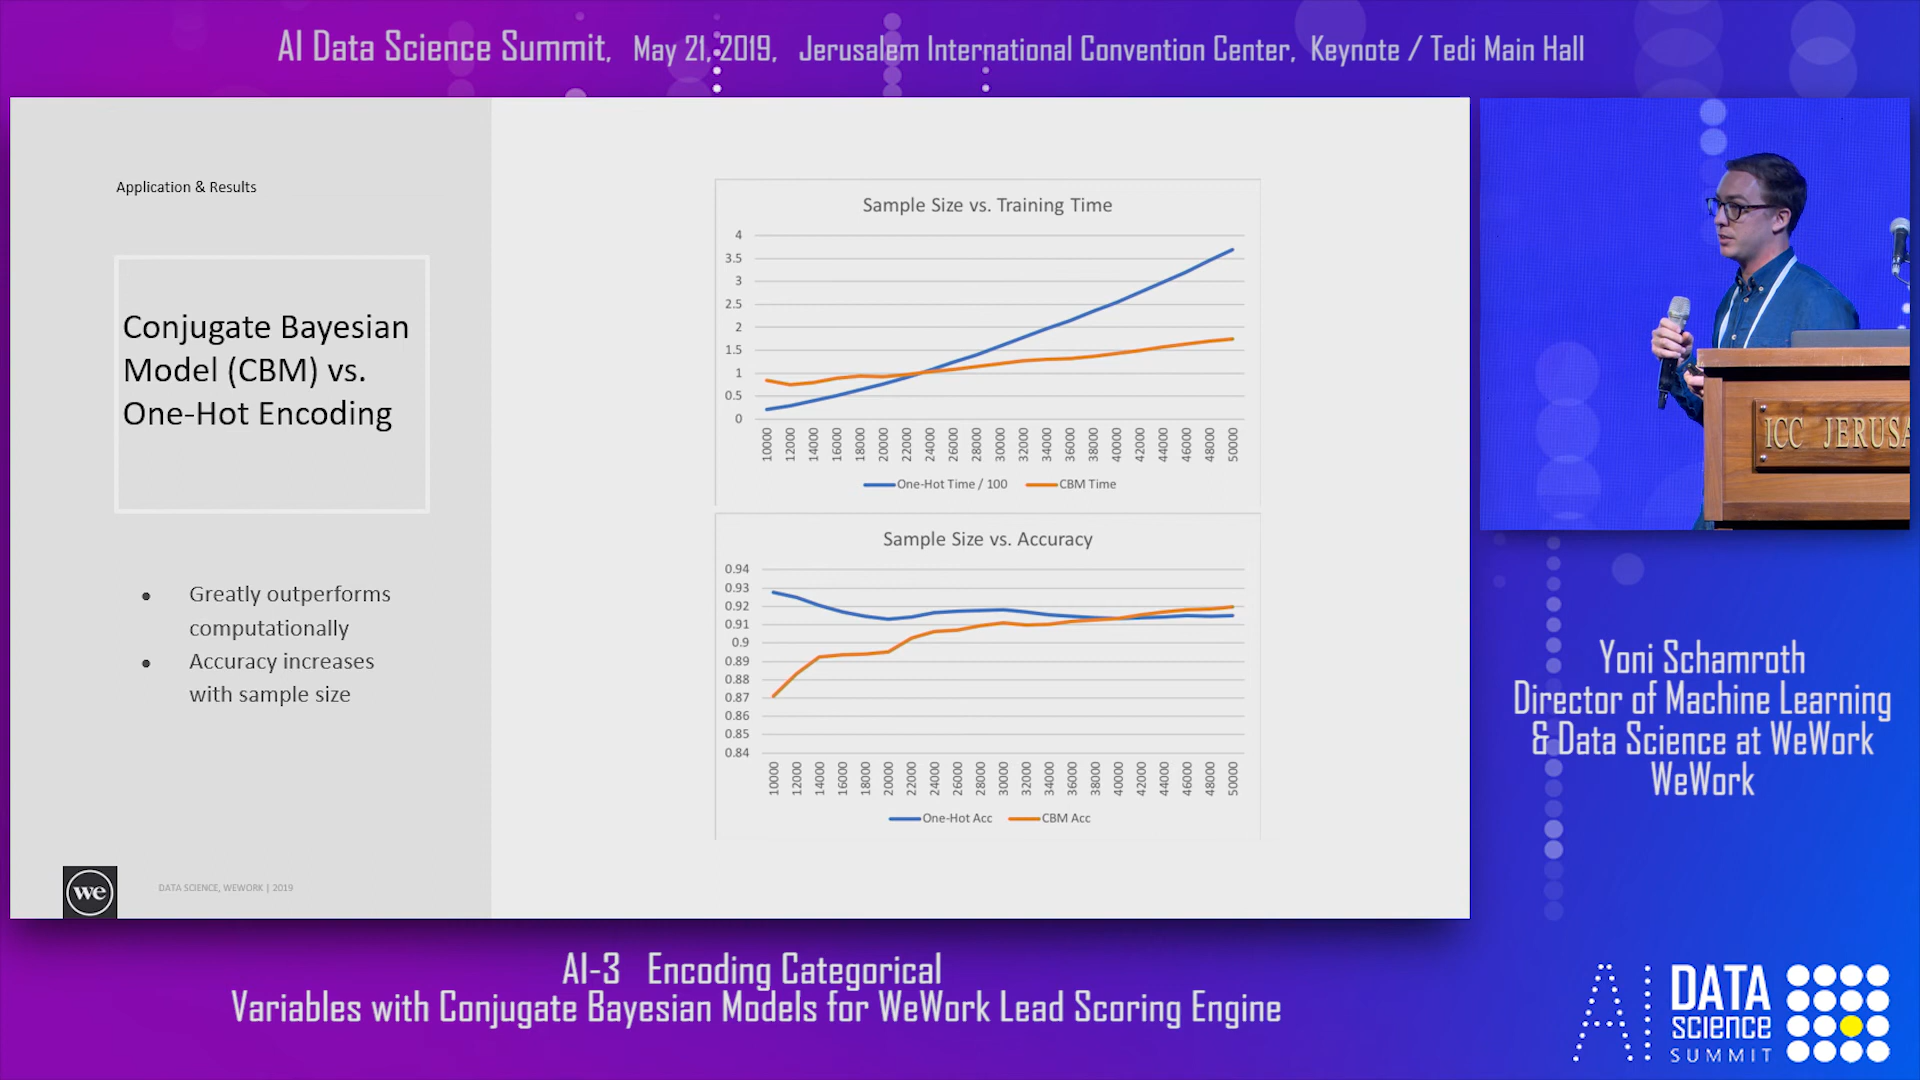 AI Data Science Summit, May 21, 2019, Jerusalem International Convention Center, Keynote / Tedi Main Hall
Application & Results
Conjugate Bayesian
Model (CBM) vs.
One-Hot Encoding
• Greatly outperforms
computationally
• Accuracy increases
with sample size
we
DATA SCIENCE, WEWORK | 2019
Sample Size vs. Training Time
4
3.5
3
2.5
2
1.5
1
0.5
0
10000 12000 14000 16000 18000 20000 22000 24000 26000 28000 30000 32000 34000 36000 38000 40000 42000 44000 46000 48000 50000
One-Hot Time / 100 CBM Time
Sample Size vs. Accuracy
0.94
0.93
0.92
0.91
0.9
0.89
0.88
0.87
0.86
0.85
0.84
10000 12000 14000 16000 18000 20000 22000 24000 26000 28000 30000 32000 34000 36000 38000 40000 42000 44000 46000 48000 50000
One-Hot Acc CBM Acc
ICC JERUSA
Yoni Schamroth
Director of Machine Learning
& Data Science at WeWork
WeWork
AI-3 Encoding Categorical
Variables with Conjugate Bayesian Models for WeWork Lead Scoring Engine
AI DATA
SCIENCE
SUMMIT